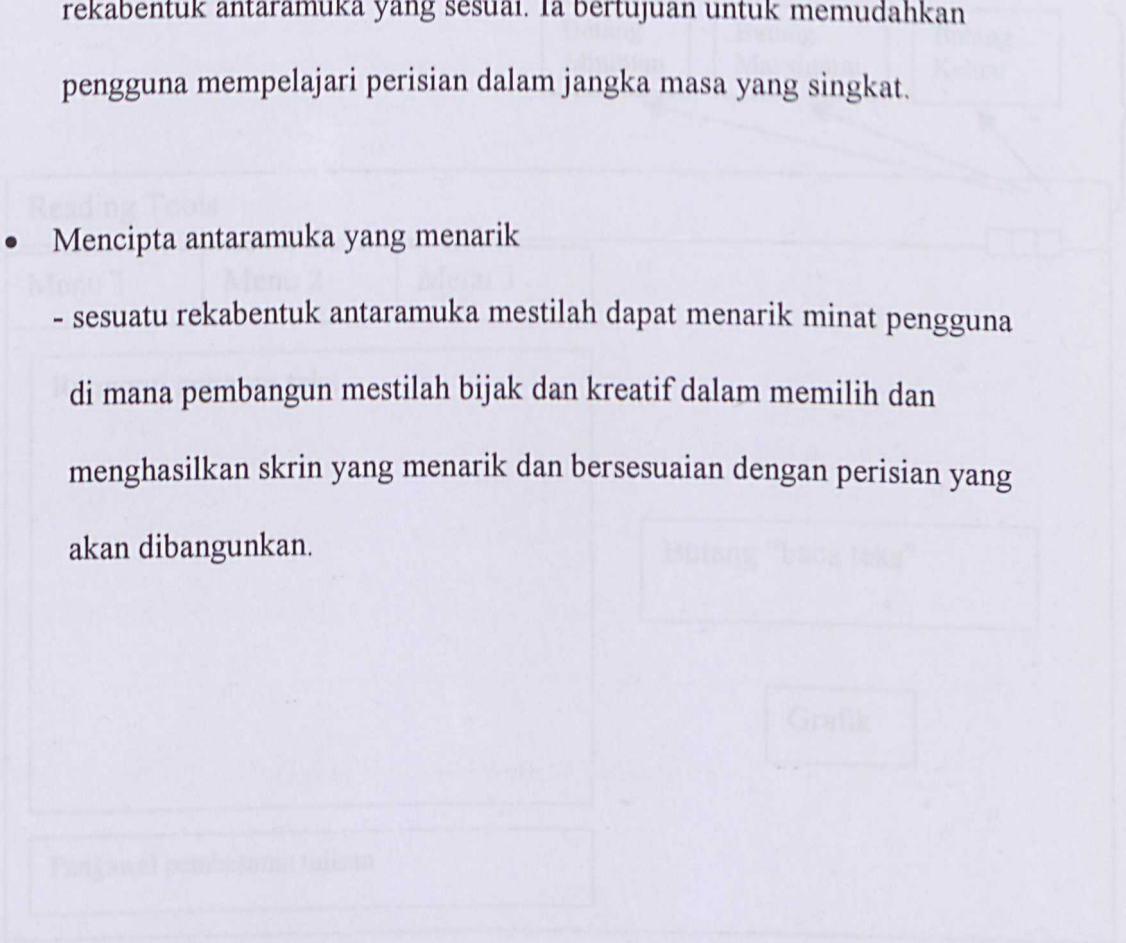 rekabentuk antaramuka yang sesuai. Ia bertujuan untuk memudahkan
pengguna mempelajari perisian dalam jangka masa yang singkat.
Reading Tools
• Mencipta antaramuka yang menarik
Menu 1 Menu 2 Menu 3
- sesuatu rekabentuk antaramuka mestilah dapat menarik minat pengguna
di mana pembangun mestilah bijak dan kreatif dalam memilih dan
menghasilkan skrin yang menarik dan bersesuaian dengan perisian yang
akan dibangunkan.
Butang "baca teks"
Grafik